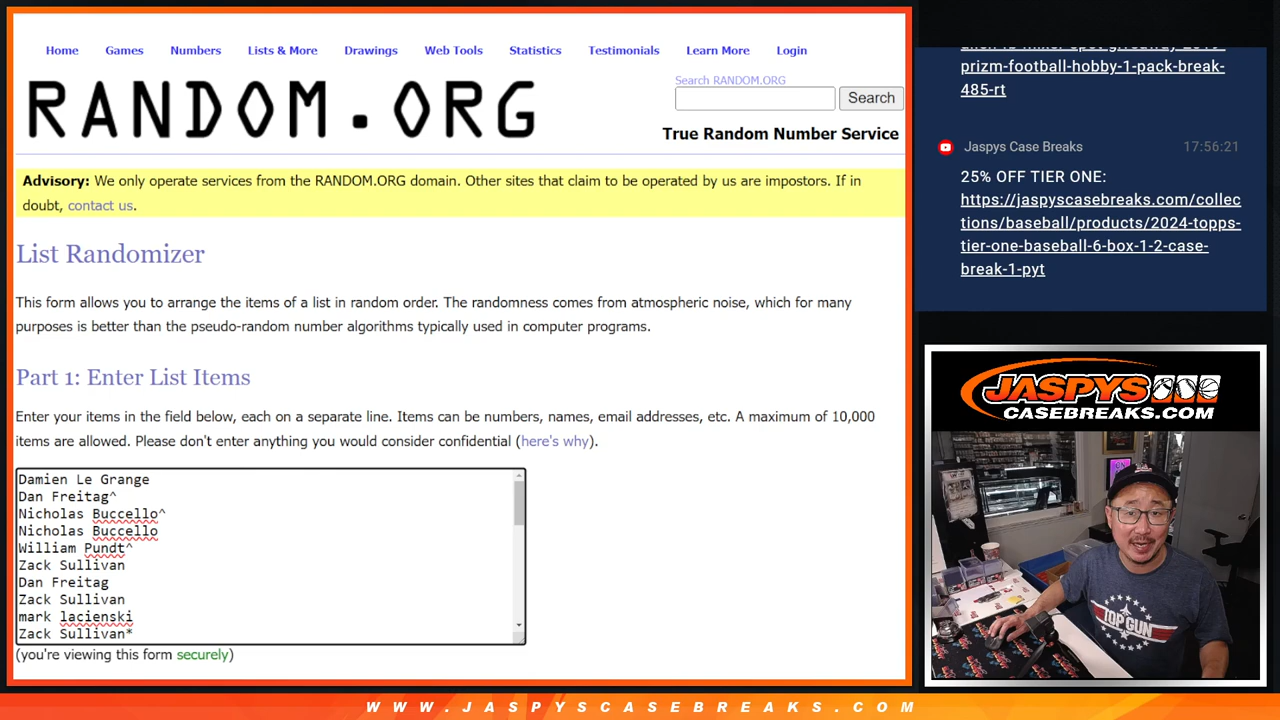 Home Games Numbers Lists & More Drawings Web Tools Statistics Testimonials Learn More Login
RANDOM.ORG
Search RANDOM.ORG
Search
True Random Number Service
Advisory: We only operate services from the RANDOM.ORG domain. Other sites that claim to be operated by us are impostors. If in
doubt, contact us.
List Randomizer
This form allows you to arrange the items of a list in random order. The randomness comes from atmospheric noise, which for many
purposes is better than the pseudo-random number algorithms typically used in computer programs.
Part 1: Enter List Items
Enter your items in the field below, each on a separate line. Items can be numbers, names, email addresses, etc. A maximum of 10,000
items are allowed. Please don't enter anything you would consider confidential (here's why).
Damien Le Grange
Dan Freitag^
Nicholas Buccello^
Nicholas Buccello
William Pundt^
Zack Sullivan
Dan Freitag
Zack Sullivan
mark lacienski
Zack Sullivan*
(you're viewing this form securely)
prizm-football-hobby-1-pack-break-
485-rt
Jaspys Case Breaks 17:56:21
25% OFF TIER ONE:
https://jaspyscasebreaks.com/collec
tions/baseball/products/2024-topps-
tier-one-baseball-6-box-1-2-case-
break-1-pyt
JASPYS
CASEBREAKS.COM
TOP GUN
WWW.JASPYSCASEBREAKS.COM